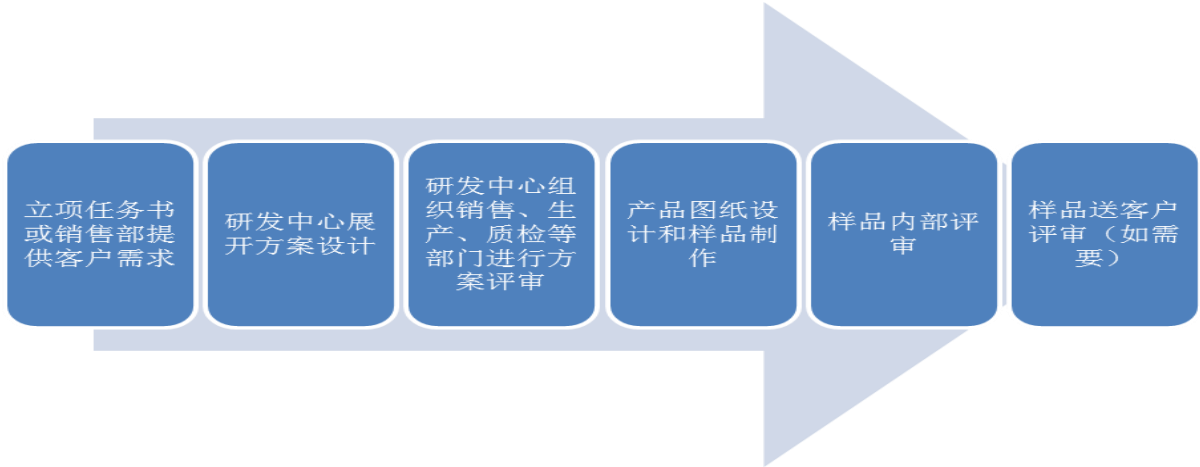 立项任务书
或销售部提
供客户需求
研发中心展
开方案设计
研发中心组
织销售、生
产、质检等
部门进行方
案评审
产品图纸设
计和样品制
作
样品内部评
审
样品送客户
评审（如需
要）